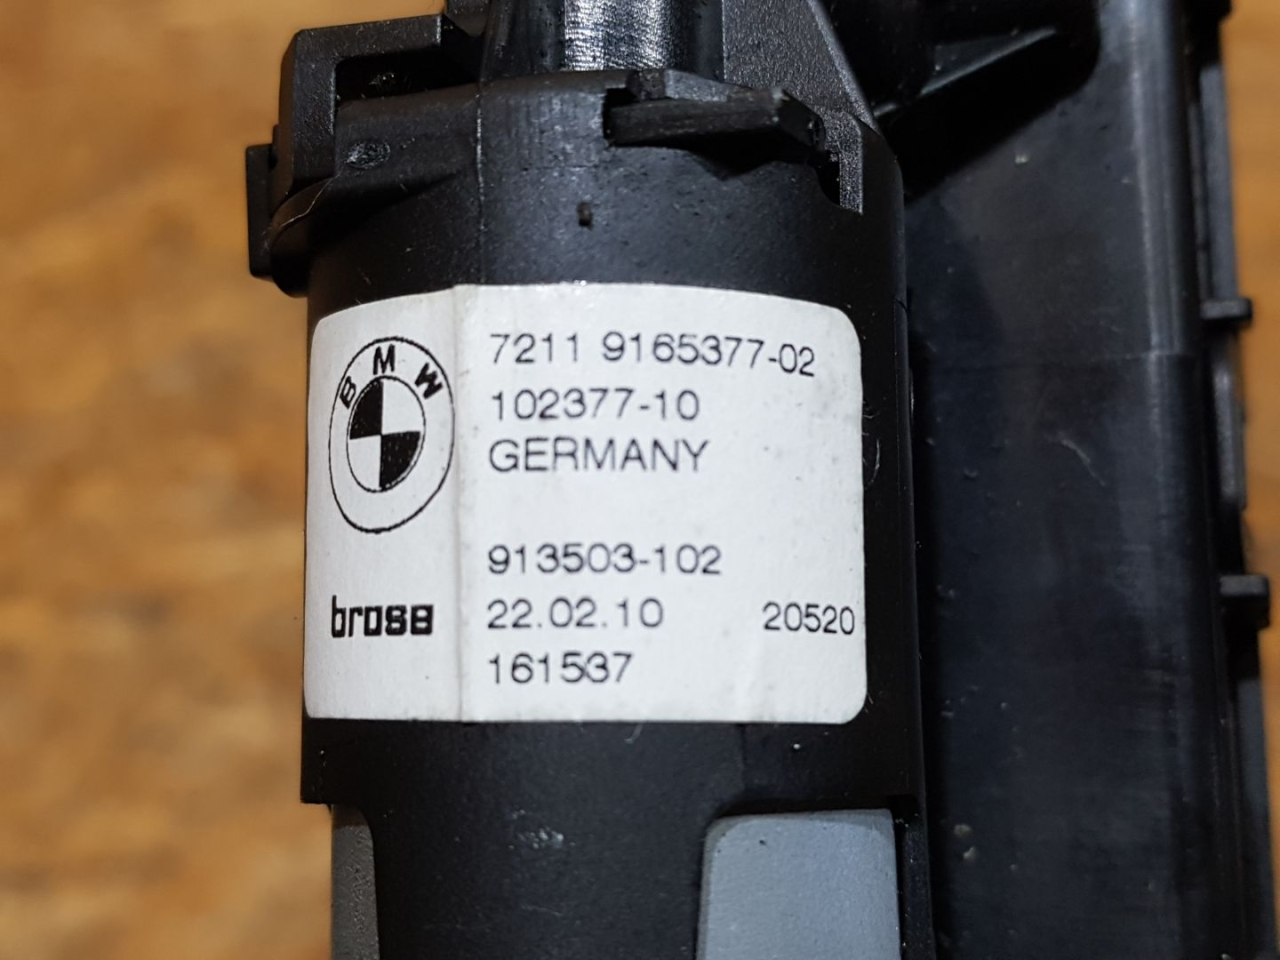 BMW
7211 9165377-02
102377-10
GERMANY
913503-102
brose 22.02.10 20520
161537